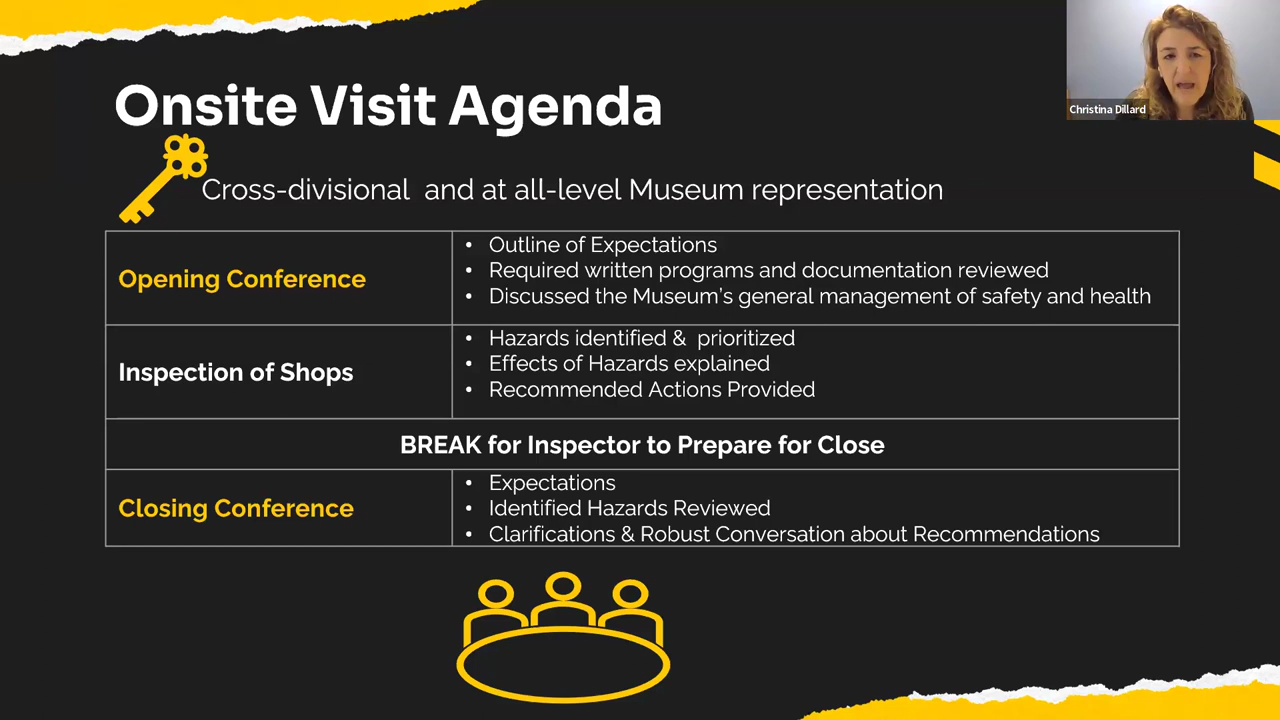 Onsite Visit Agenda
Christina Dillard
Cross-divisional and at all-level Museum representation
Opening Conference
• Outline of Expectations
• Required written programs and documentation reviewed
• Discussed the Museum's general management of safety and health
Inspection of Shops
• Hazards identified & prioritized
• Effects of Hazards explained
• Recommended Actions Provided
BREAK for Inspector to Prepare for Close
Closing Conference
• Expectations
• Identified Hazards Reviewed
• Clarifications & Robust Conversation about Recommendations